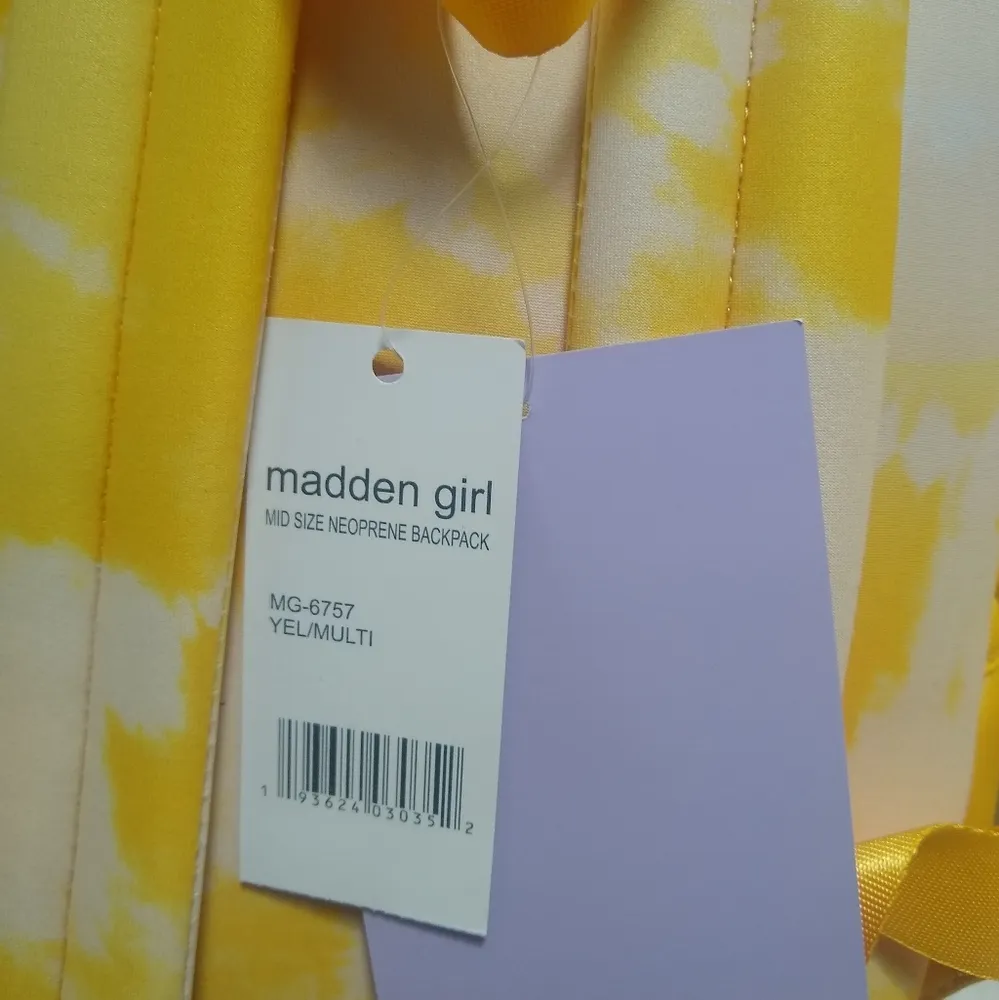 madden girl
MID SIZE NEOPRENE BACKPACK
MG-6757
YEL/MULTI
1 93624 03035 2